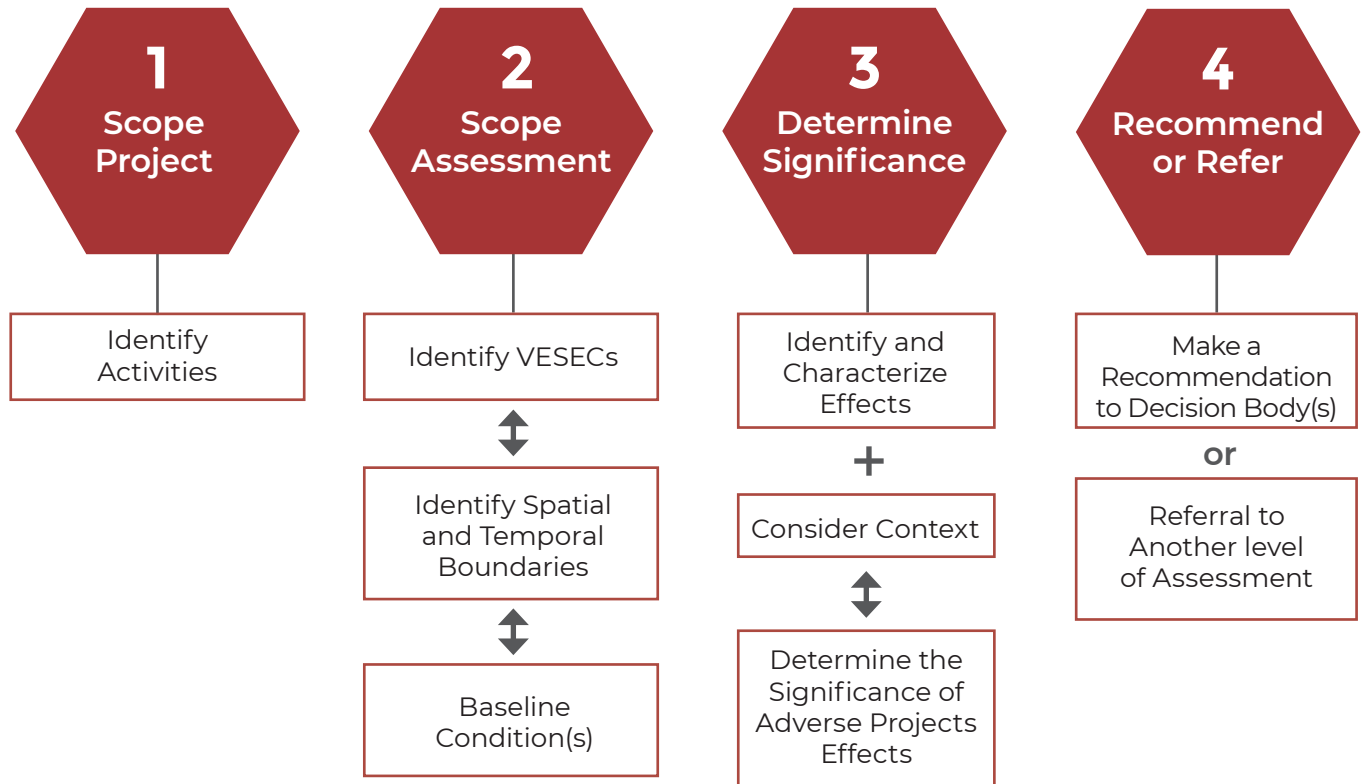 1
Scope
Project
Identify
Activities
2
Scope
Assessment
Identify VESECs
Identify Spatial
and Temporal
Boundaries
Baseline
Condition(s)
3
Determine
Significance
Identify and
Characterize
Effects
+
Consider Context
Determine the
Significance of
Adverse Projects
Effects
4
Recommend
or Refer
Make a
Recommendation
to Decision Body(s)
or
Referral to
Another level
of Assessment